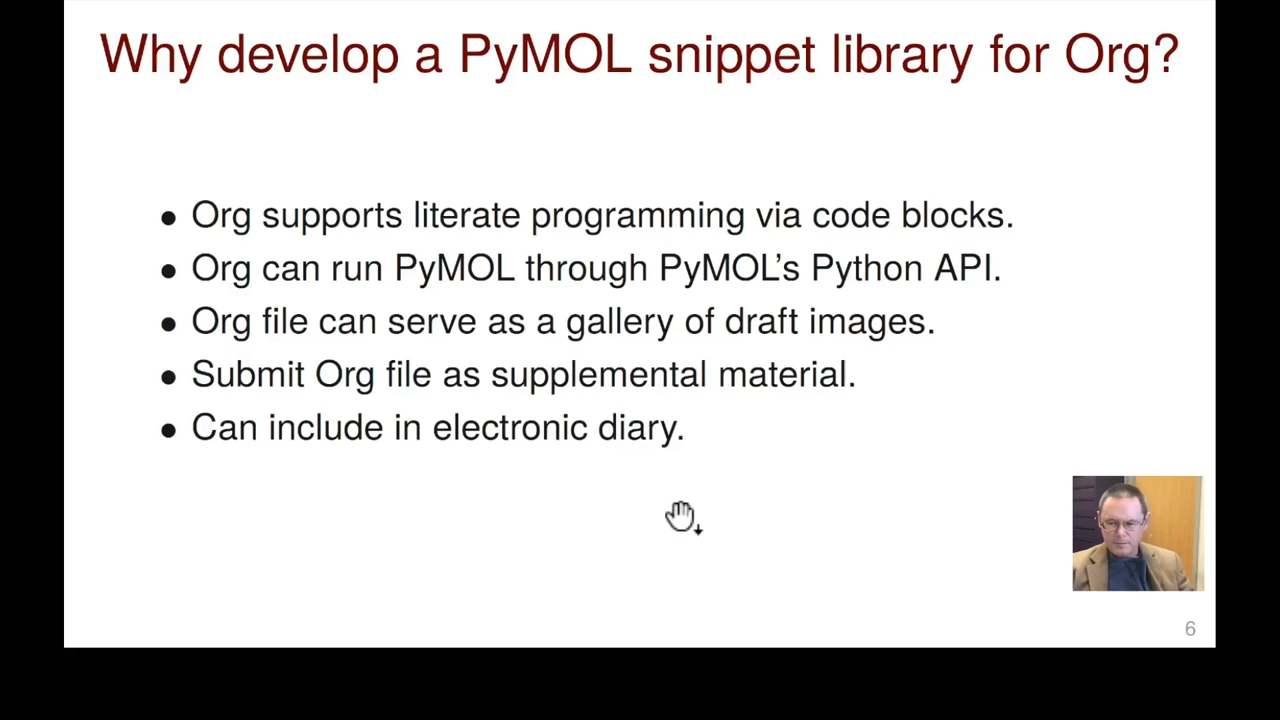 Why develop a PyMOL snippet library for Org?
• Org supports literate programming via code blocks.
• Org can run PyMOL through PyMOL’s Python API.
• Org file can serve as a gallery of draft images.
• Submit Org file as supplemental material.
• Can include in electronic diary.
6